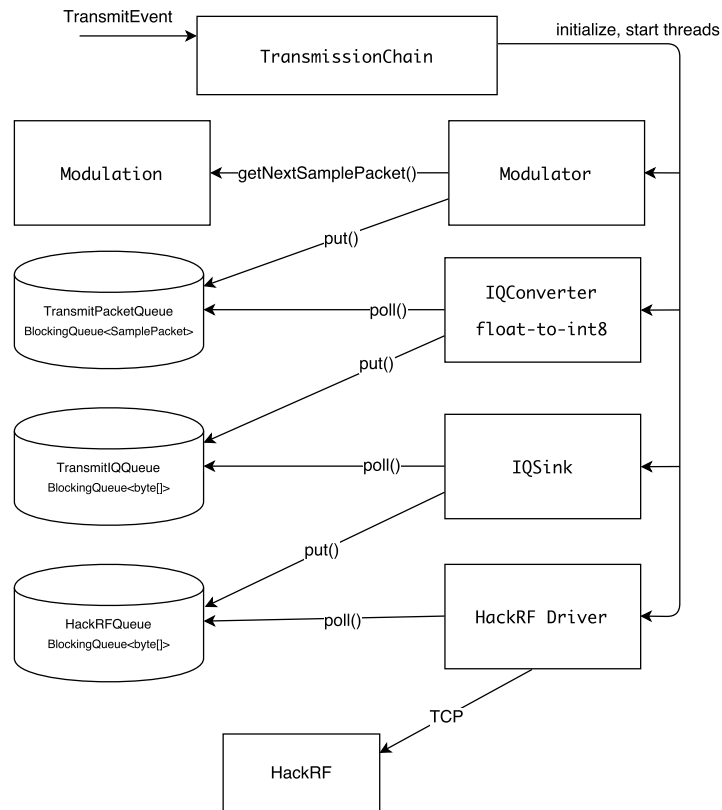 TransmitEvent
initialize, start threads
TransmissionChain
Modulation
getNextSamplePacket()
Modulator
put()
TransmitPacketQueue
BlockingQueue<SamplePacket>
poll()
IQConverter
float-to-int8
put()
TransmitIQQueue
BlockingQueue<byte[]>
poll()
IQSink
put()
HackRFQueue
BlockingQueue<byte[]>
poll()
HackRF Driver
TCP
HackRF